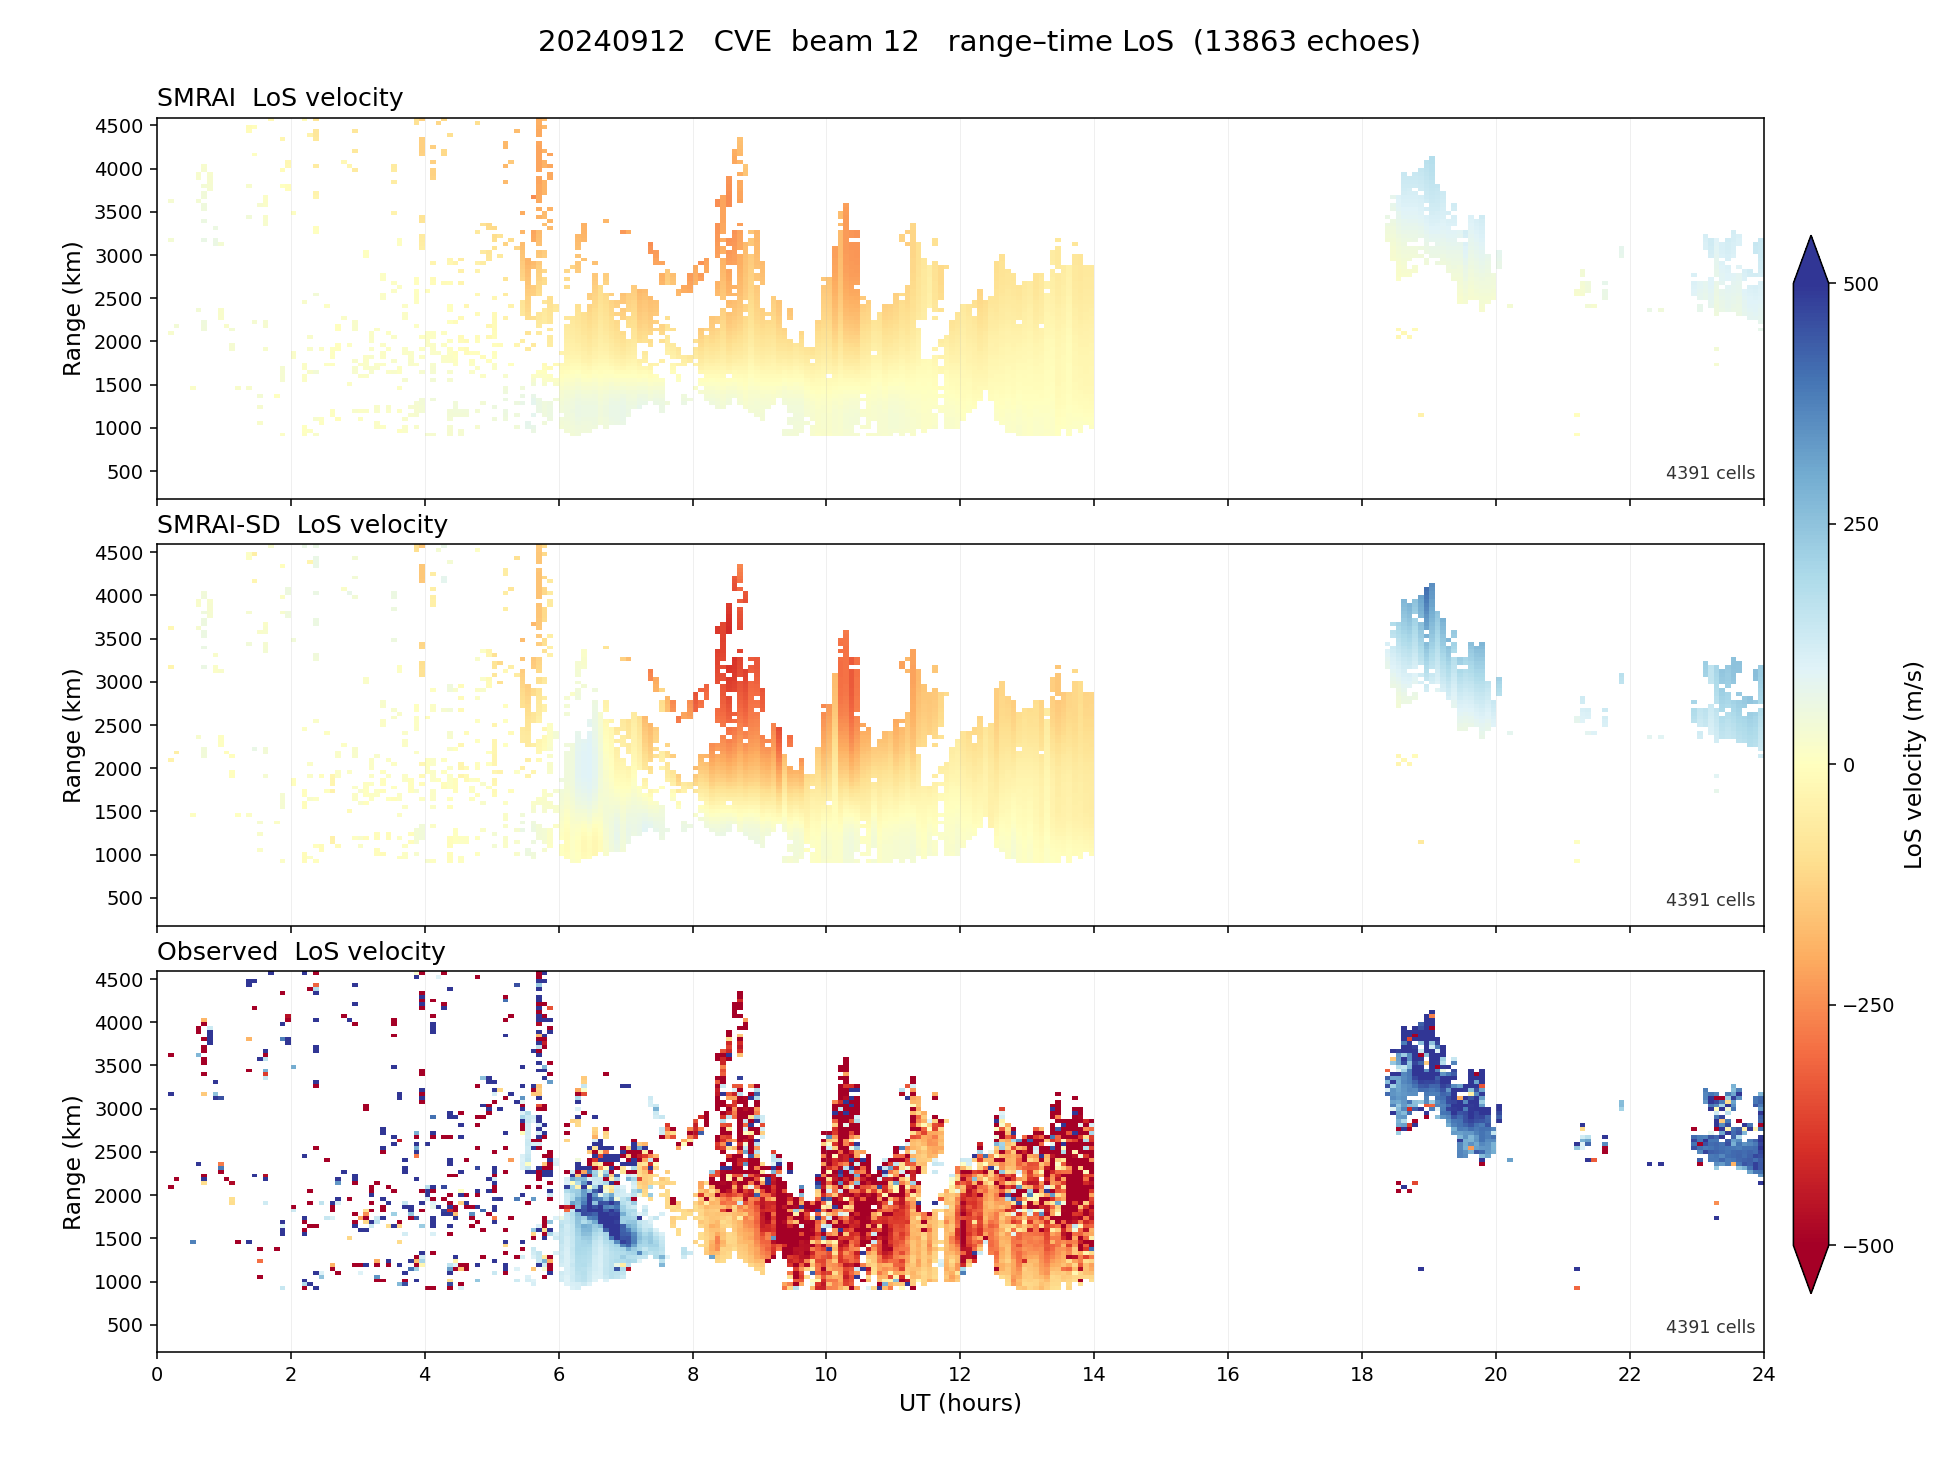 20240912   CVE  beam 12   range–time LoS  (13863 echoes)
SMRAI  LoS velocity
4500
4000
3500
3000
2500
2000
1500
1000
500
Range (km)
4391 cells
SMRAI-SD  LoS velocity
4500
4000
3500
3000
2500
2000
1500
1000
500
Range (km)
4391 cells
Observed  LoS velocity
4500
4000
3500
3000
2500
2000
1500
1000
500
Range (km)
4391 cells
0 2 4 6 8 10 12 14 16 18 20 22 24
UT (hours)
500
250
0
−250
−500
LoS velocity (m/s)